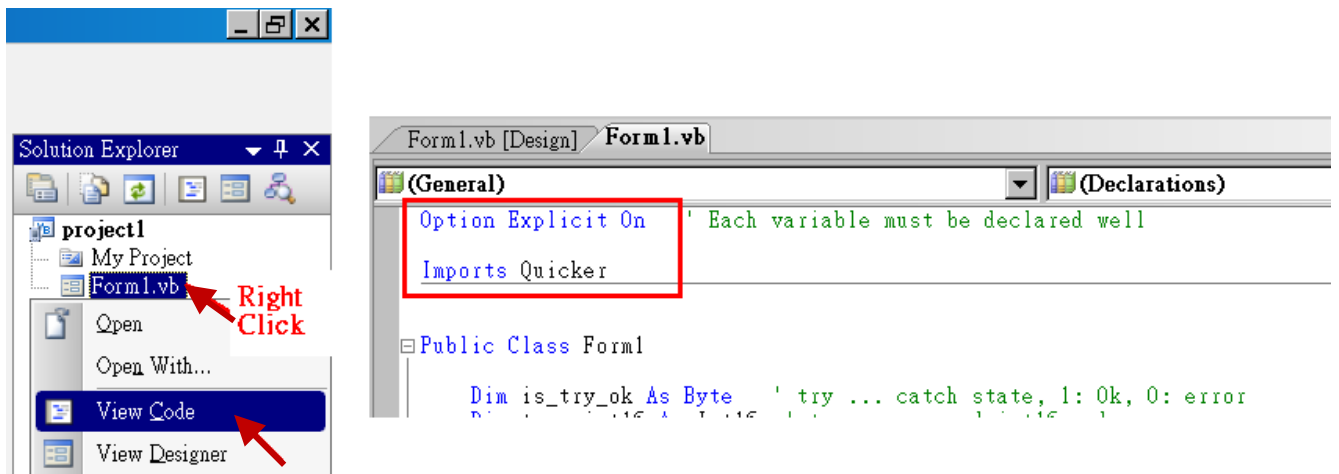 Solution Explorer
project1
My Project
Form1.vb
Right
Click
Open
Open With...
View Code
View Designer
Form1.vb [Design]
Form1.vb
(General)
(Declarations)
Option Explicit On ' Each variable must be declared well
Imports Quicker
Public Class Form1
Dim is_try_ok As Byte ' try ... catch state, 1: Ok, 0: error